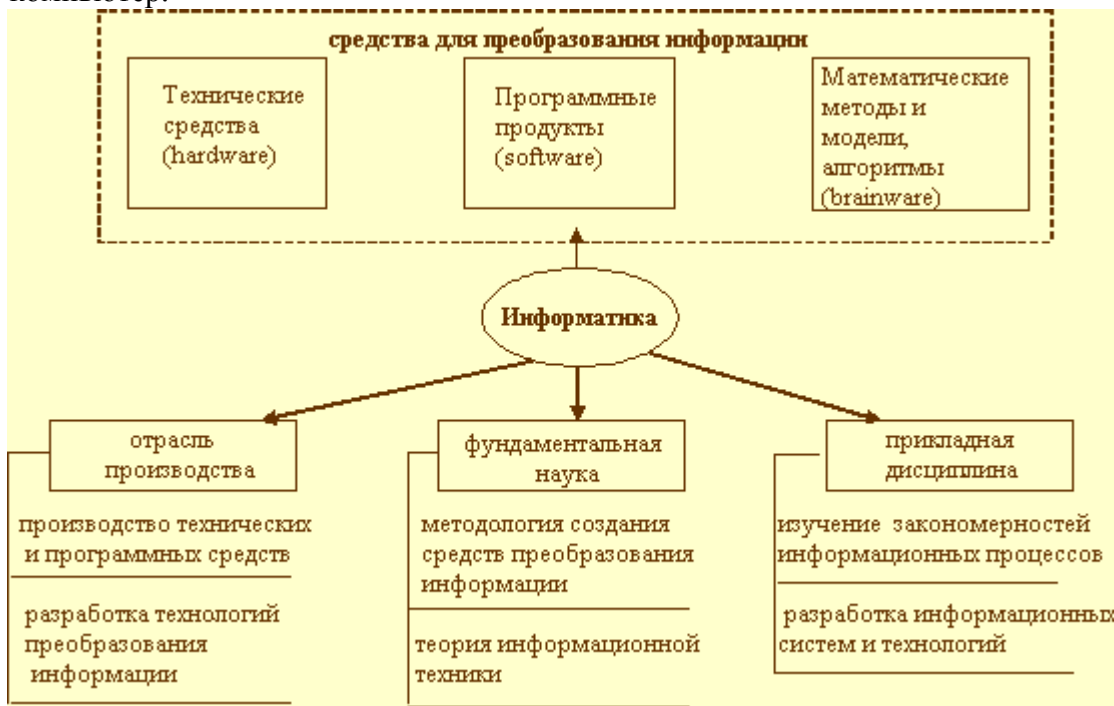 средства для преобразования информации
Технические
средства
(hardware)
Программные
продукты
(software)
Математические
методы и
модели,
алгоритмы
(brainware)
Информатика
отрасль
производства
фундаментальная
наука
прикладная
дисциплина
производство технических
и программных средств
разработка технологий
преобразования
информации
методология создания
средств преобразования
информации
теория информационной
техники
изучение закономерностей
информационных процессов
разработка информационных
систем и технологий